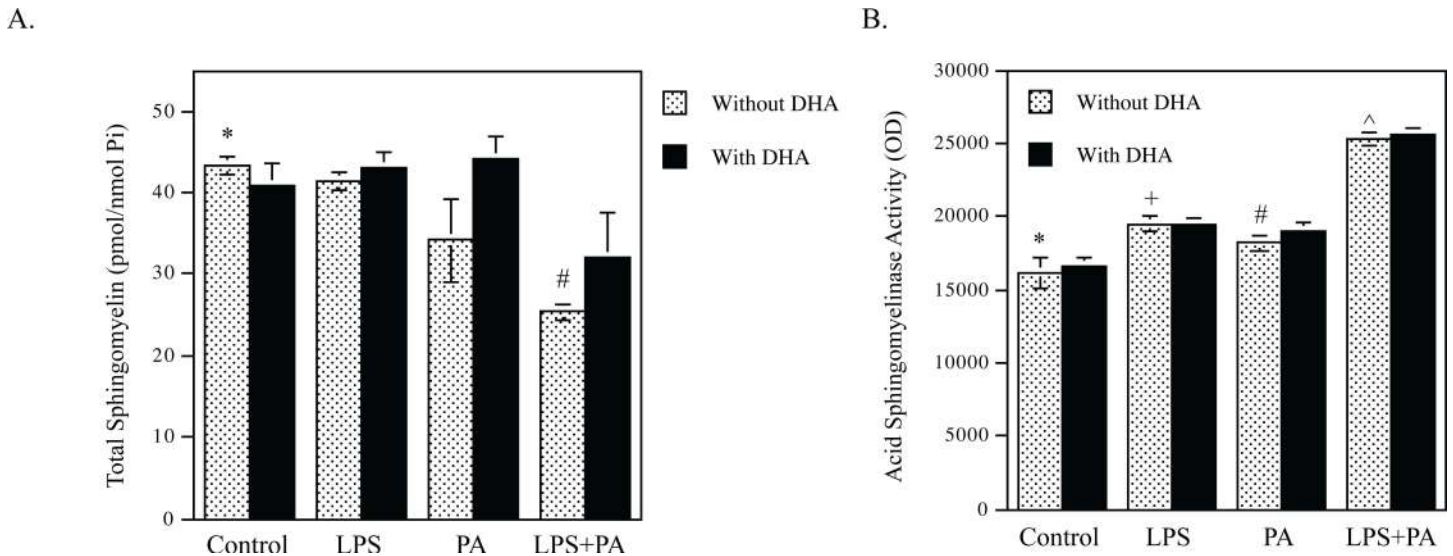 A.
Total Sphingomyelin (pmol/nmol Pi)
50
40
30
20
10
0
*
#
Control LPS PA LPS+PA
Without DHA
With DHA
B.
Acid Sphingomyelinase Activity (OD)
30000
25000
20000
15000
10000
5000
0
Without DHA
With DHA
*
+
#
^
Control LPS PA LPS+PA